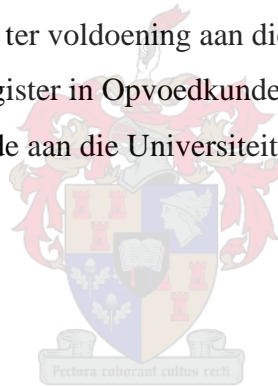 ter voldoening aan die
gister in Opvoedkunde
de aan die Universiteit
Pectora roborant cultus recti